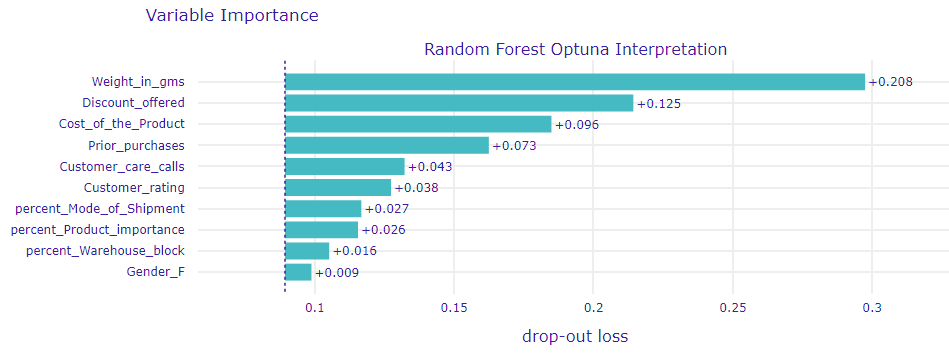 Variable Importance
Random Forest Optuna Interpretation
Weight_in_gms +0.208
Discount_offered +0.125
Cost_of_the_Product +0.096
Prior_purchases +0.073
Customer_care_calls +0.043
Customer_rating +0.038
percent_Mode_of_Shipment +0.027
percent_Product_importance +0.026
percent_Warehouse_block +0.016
Gender_F +0.009
0.1 0.15 0.2 0.25 0.3
drop-out loss